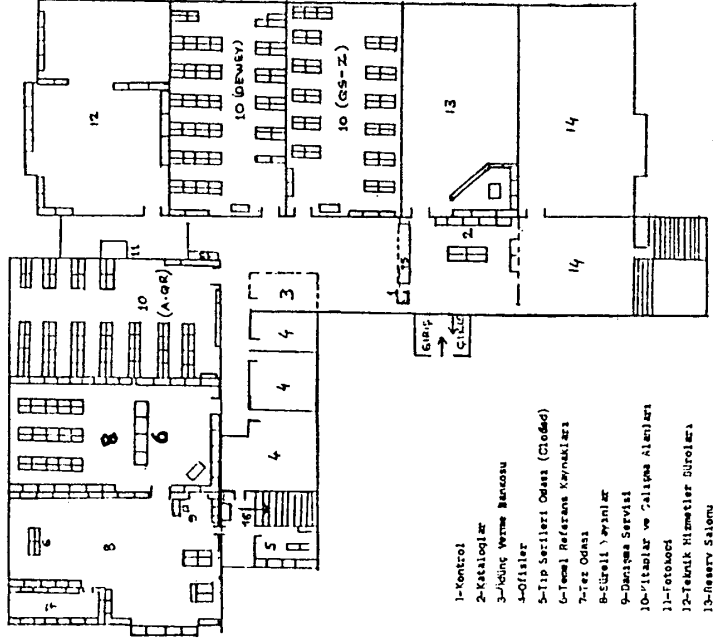 12
10 (DEWEY)
10 (QS-Z)
13
14
14
11
10
(A-QR)
3
2
15
1
4
4
4
GİRİŞ
ÇIKIŞ
8
6
6
8
9
16
5
7
1-Kontrol
2-Kataloglar
3-Ödünç Verme Bankosu
4-Ofisler
5-Tıp Serileri Odası (Closed)
6-Temel Referans Kaynakları
7-Tez Odası
8-Süreli Yayınlar
9-Danışma Servisi
10-Kitaplar ve Çalışma Alanları
11-Fotokopi
12-Teknik Hizmetler Büroları
13-Reserv Salonu